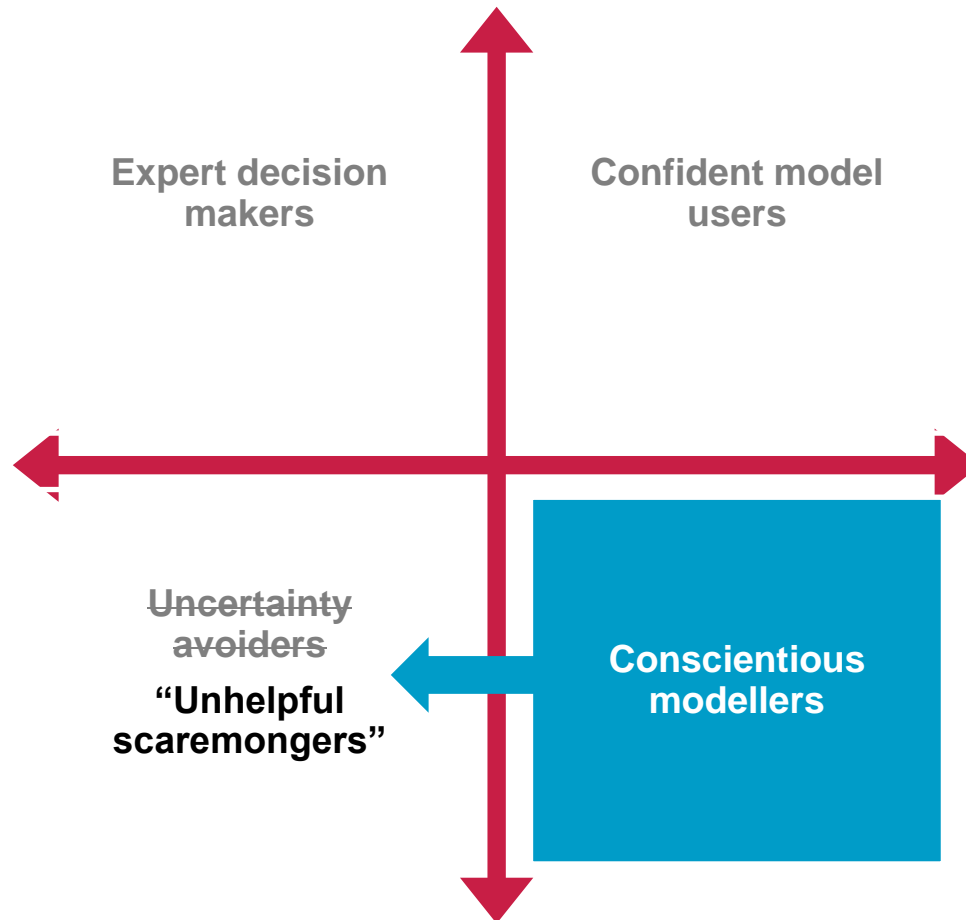 Expert decision
makers
Confident model
users
Uncertainty
avoiders
“Unhelpful
scaremongers”
Conscientious
modellers